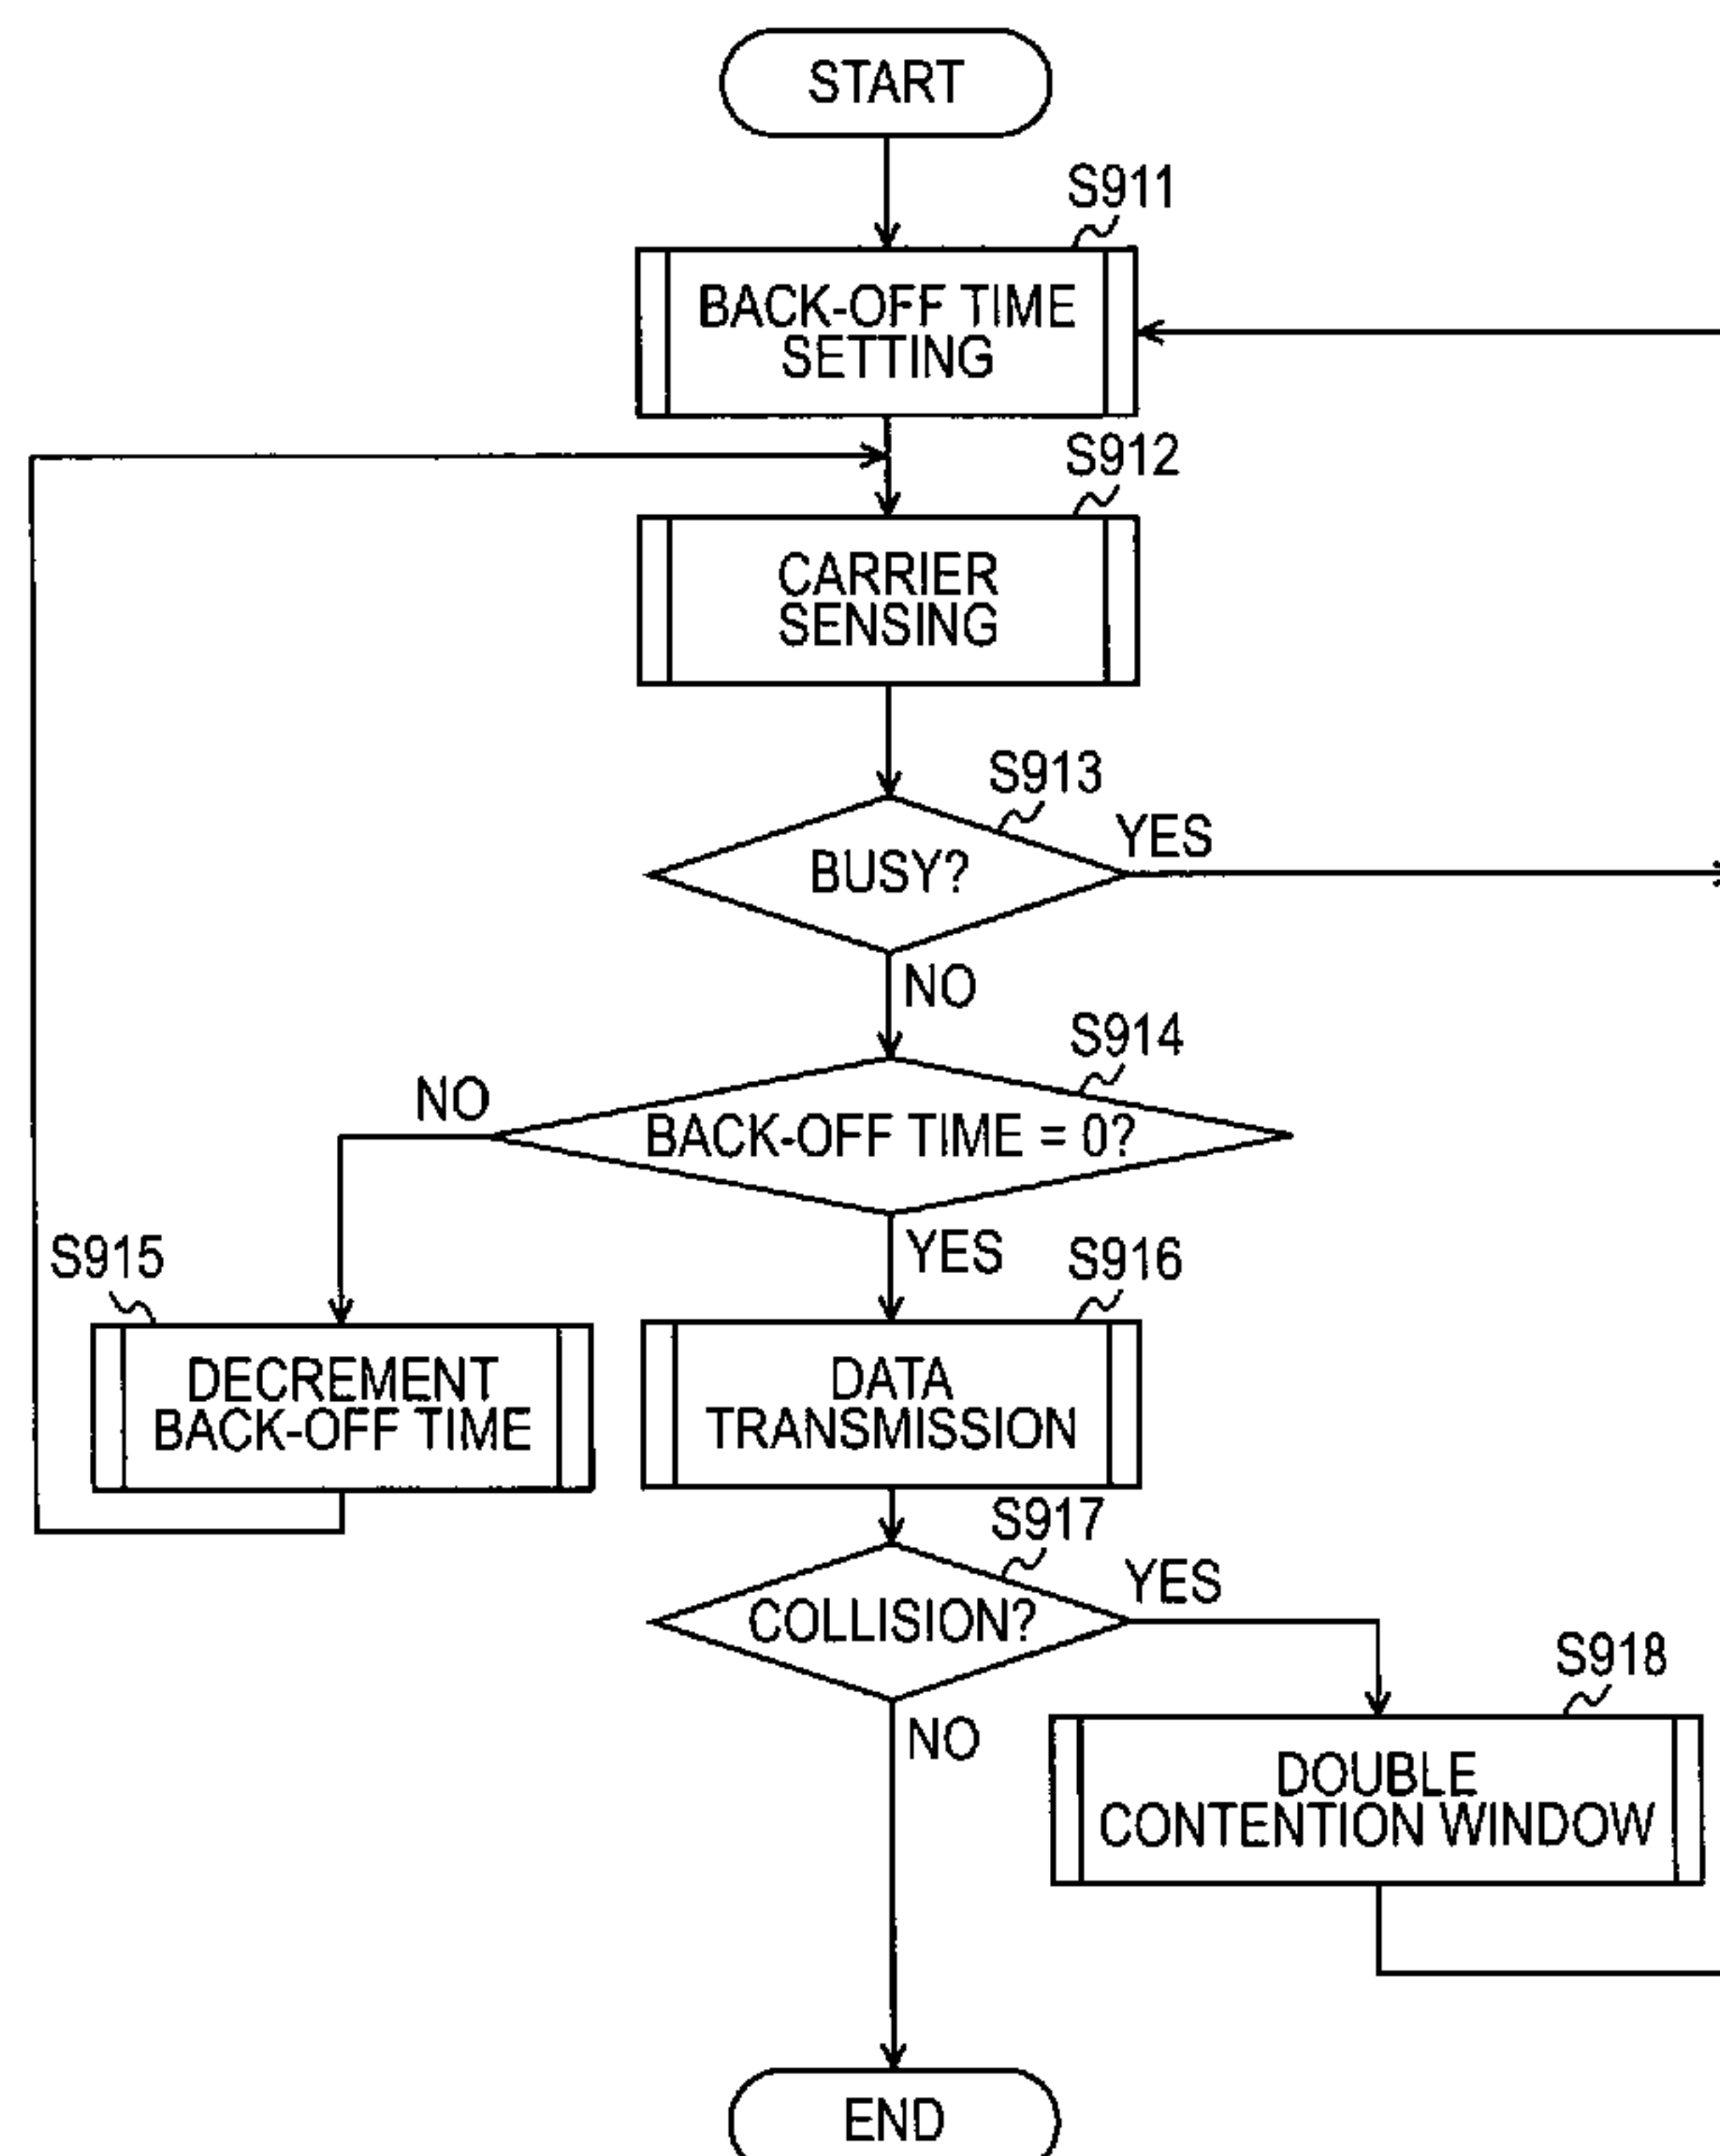 START
S911
BACK-OFF TIME
SETTING
S912
CARRIER
SENSING
S913
BUSY?
YES
NO
S914
BACK-OFF TIME = 0?
NO
YES
S915
DECREMENT
BACK-OFF TIME
S916
DATA
TRANSMISSION
S917
COLLISION?
YES
NO
S918
DOUBLE
CONTENTION WINDOW
END